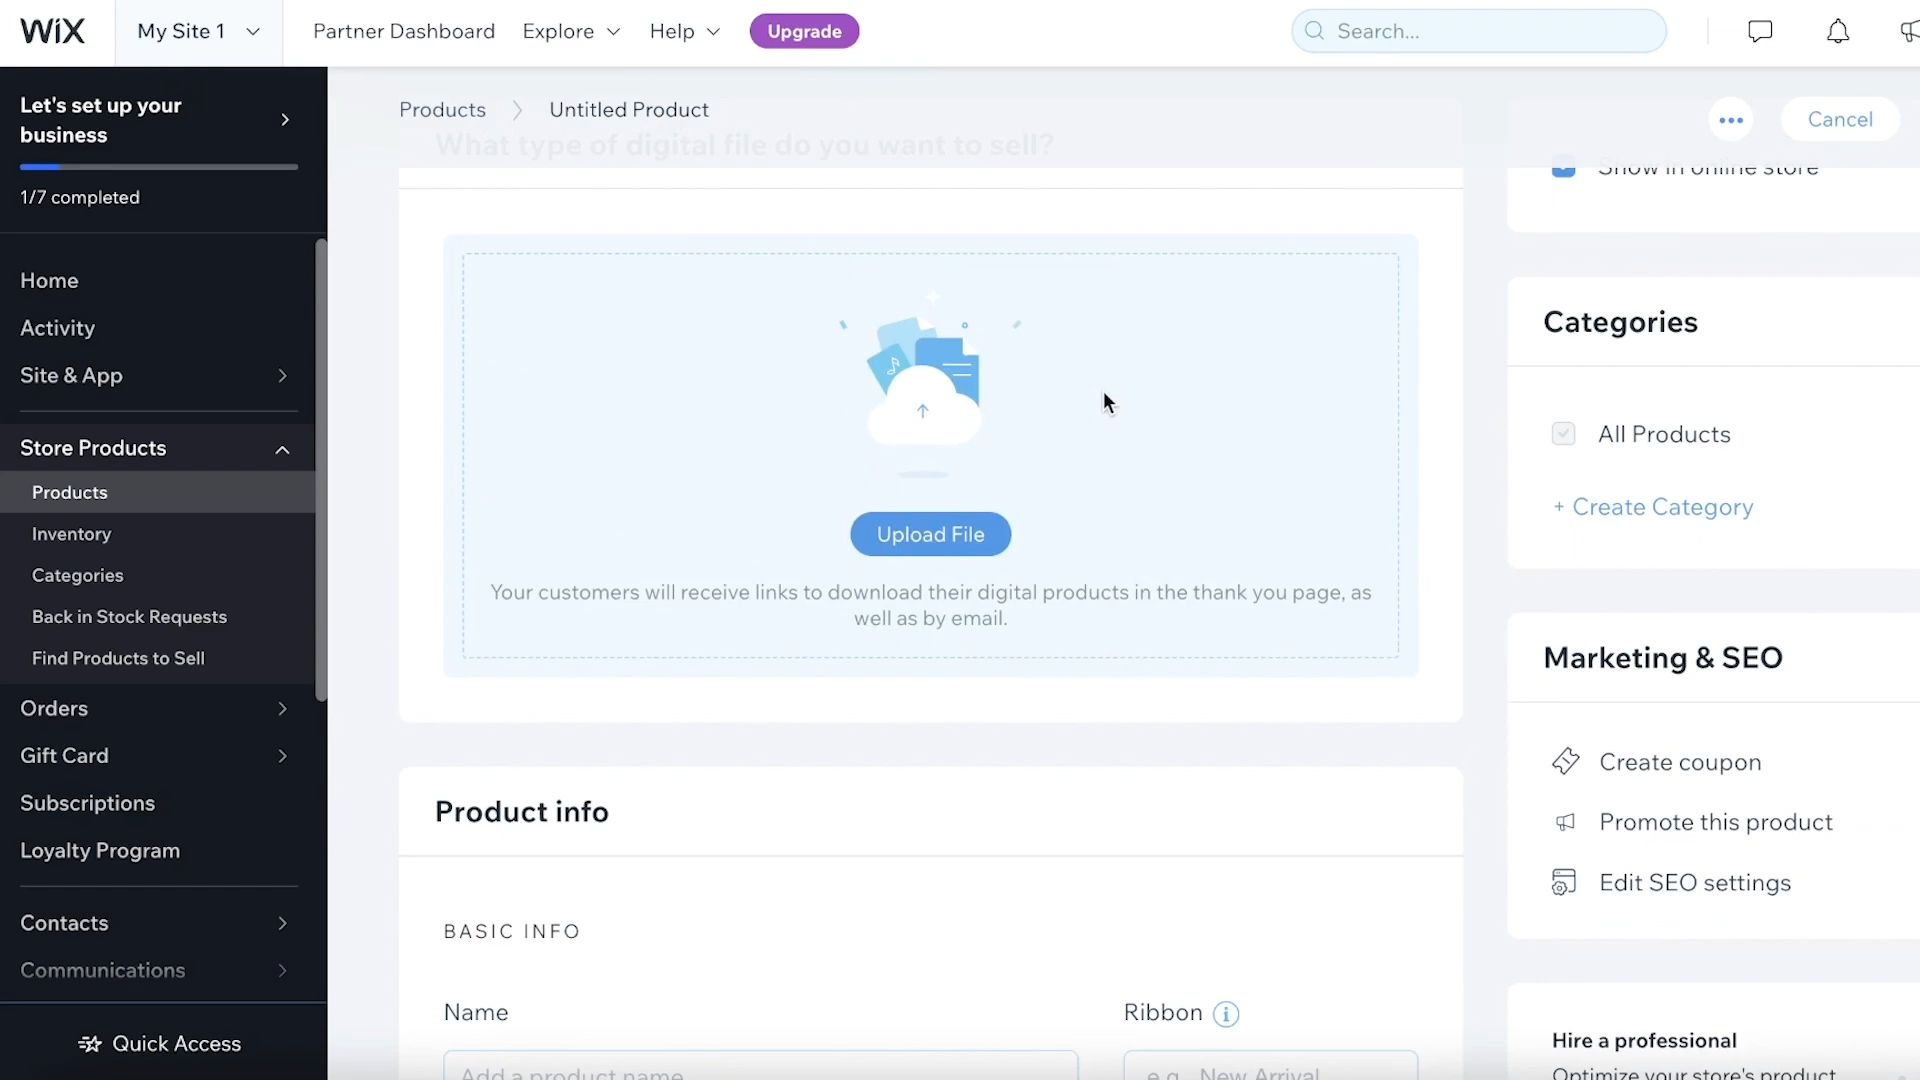 WiX
My Site 1
Partner Dashboard
Explore
Help
Upgrade
Search...
Let's set up your
business
1/7 completed
Home
Activity
Site & App
Store Products
Products
Inventory
Categories
Back in Stock Requests
Find Products to Sell
Orders
Gift Card
Subscriptions
Loyalty Program
Contacts
Communications
Quick Access
Products
Untitled Product
What type of digital file do you want to sell?
Upload File
Your customers will receive links to download their digital products in the thank you page, as
well as by email.
Product info
BASIC INFO
Name
Add a product name
Ribbon
e.g., New Arrival
Cancel
Show in online store
Categories
All Products
+ Create Category
Marketing & SEO
Create coupon
Promote this product
Edit SEO settings
Hire a professional
Optimize your store's product